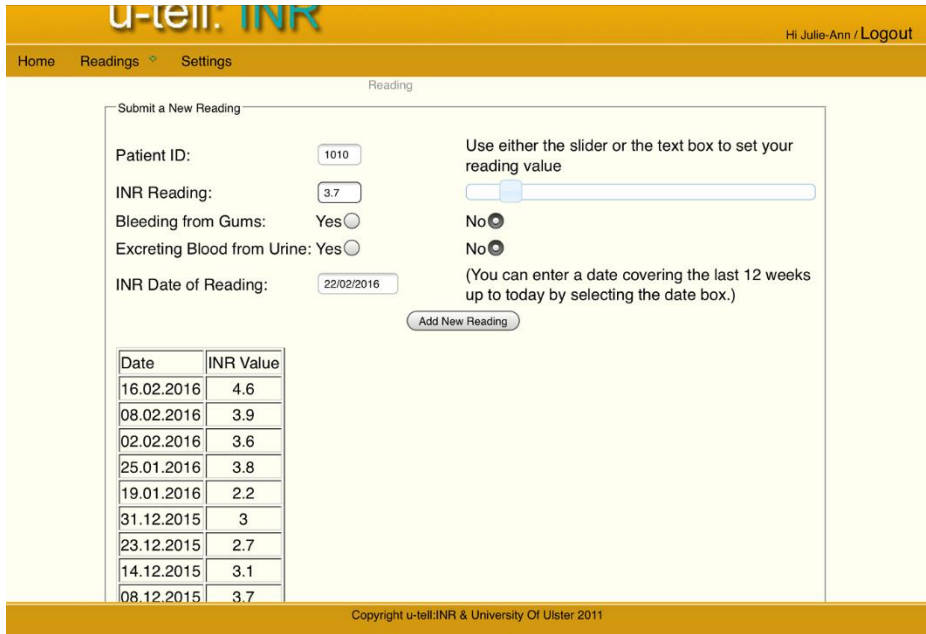 u-tell: INR
Hi Julie-Ann / Logout
Home Readings Settings
Reading
Submit a New Reading
Patient ID: 1010 Use either the slider or the text box to set your
reading value
INR Reading: 3.7
Bleeding from Gums: Yes No
Excreting Blood from Urine: Yes No
INR Date of Reading: 22/02/2016 (You can enter a date covering the last 12 weeks
up to today by selecting the date box.)
Add New Reading
Date INR Value
16.02.2016 4.6
08.02.2016 3.9
02.02.2016 3.6
25.01.2016 3.8
19.01.2016 2.2
31.12.2015 3
23.12.2015 2.7
14.12.2015 3.1
08.12.2015 3.7
Copyright u-tell:INR & University Of Ulster 2011